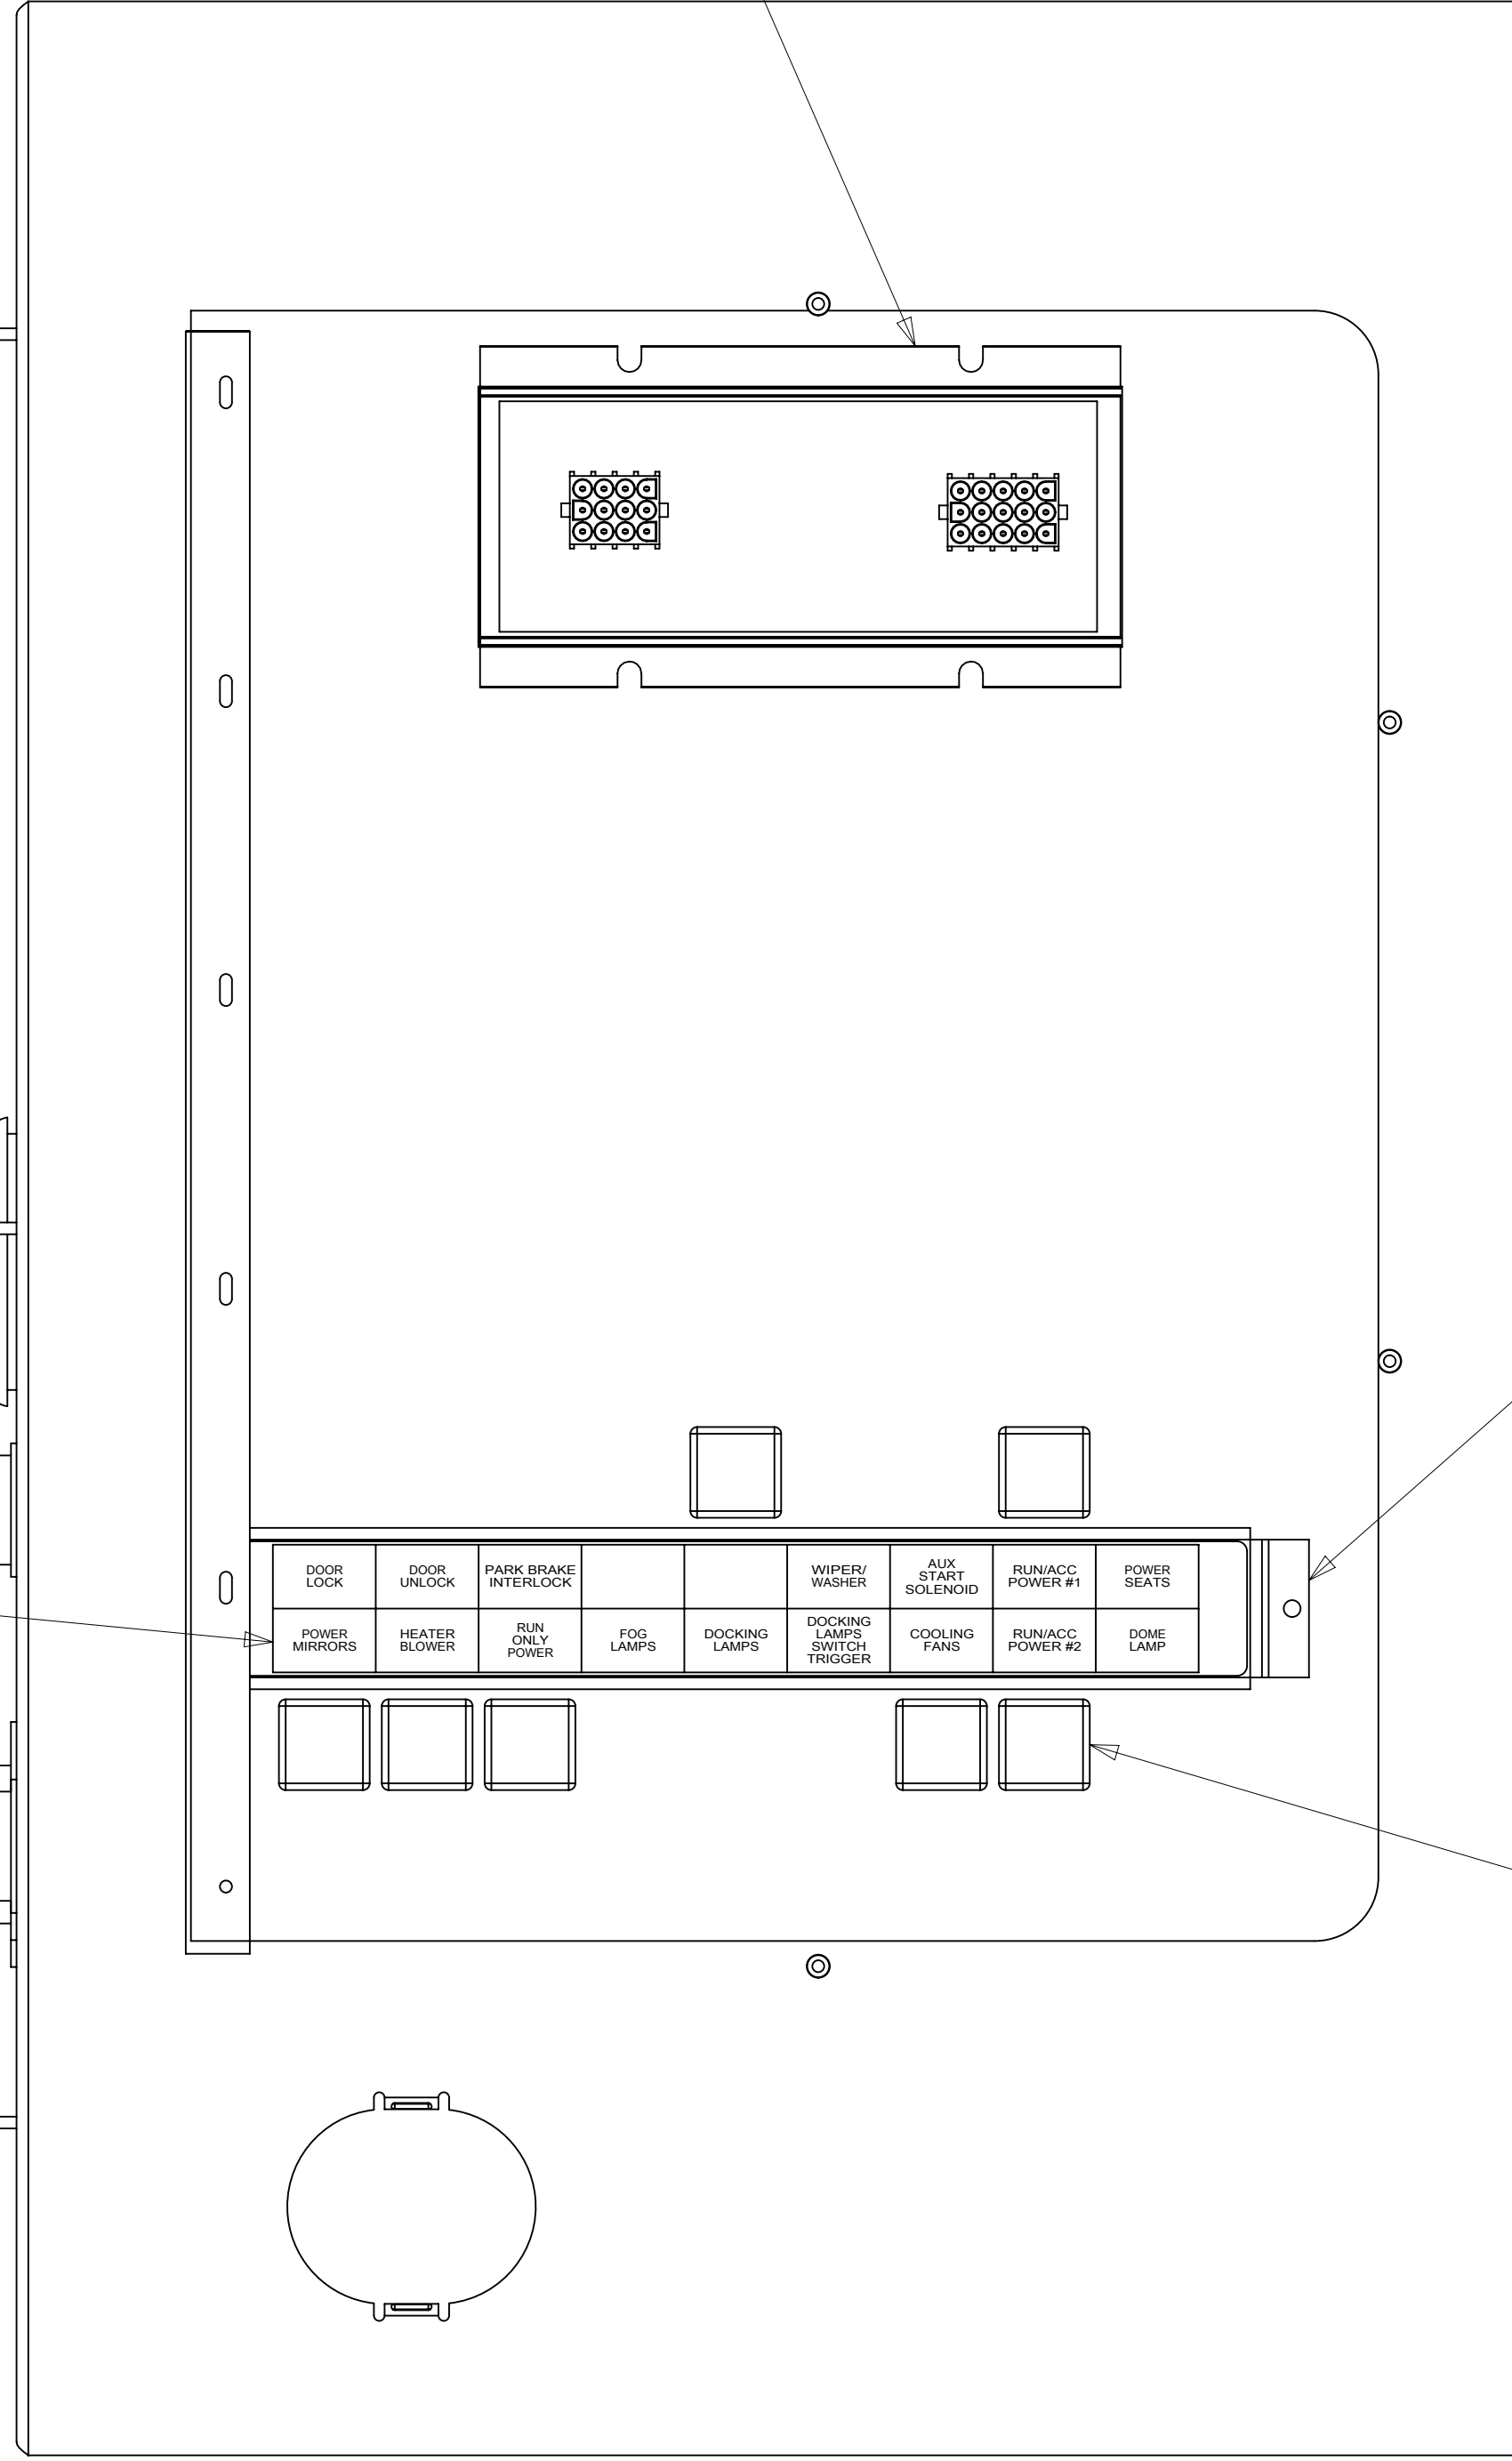 DOOR
LOCK
DOOR
UNLOCK
PARK BRAKE
INTERLOCK
WIPER/
WASHER
AUX
START
SOLENOID
RUN/ACC
POWER #1
POWER
SEATS
POWER
MIRRORS
HEATER
BLOWER
RUN
ONLY
POWER
FOG
LAMPS
DOCKING
LAMPS
DOCKING
LAMPS
SWITCH
TRIGGER
COOLING
FANS
RUN/ACC
POWER #2
DOME
LAMP